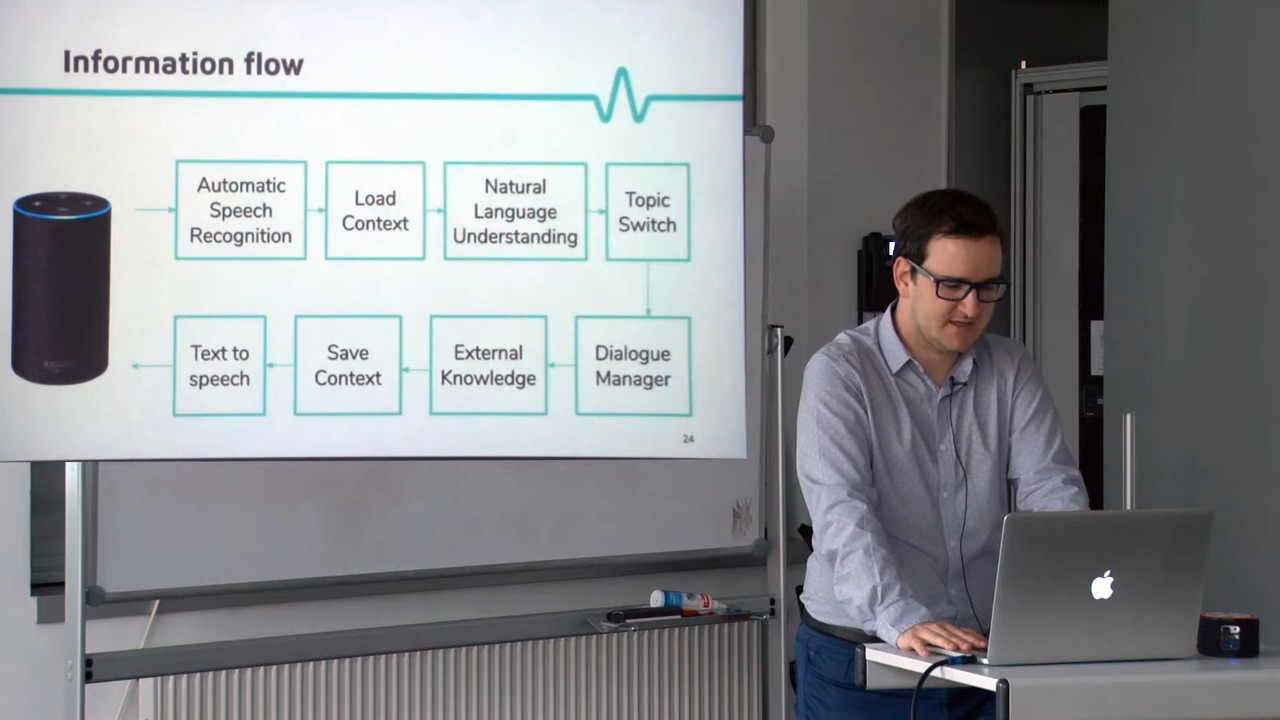 Information flow
Automatic
Speech
Recognition
Load
Context
Natural
Language
Understanding
Topic
Switch
Text to
speech
Save
Context
External
Knowledge
Dialogue
Manager
24